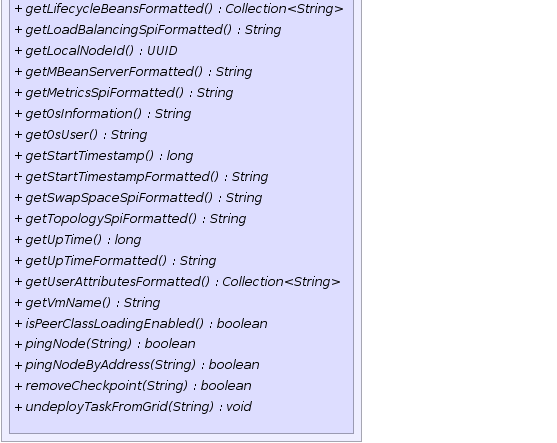 + getLifecycleBeansFormatted() : Collection<String>
+ getLoadBalancingSpiFormatted() : String
+ getLocalNodeId() : UUID
+ getMBeanServerFormatted() : String
+ getMetricsSpiFormatted() : String
+ getOsInformation() : String
+ getOsUser() : String
+ getStartTimestamp() : long
+ getStartTimestampFormatted() : String
+ getSwapSpaceSpiFormatted() : String
+ getTopologySpiFormatted() : String
+ getUpTime() : long
+ getUpTimeFormatted() : String
+ getUserAttributesFormatted() : Collection<String>
+ getVmName() : String
+ isPeerClassLoadingEnabled() : boolean
+ pingNode(String) : boolean
+ pingNodeByAddress(String) : boolean
+ removeCheckpoint(String) : boolean
+ undeployTaskFromGrid(String) : void